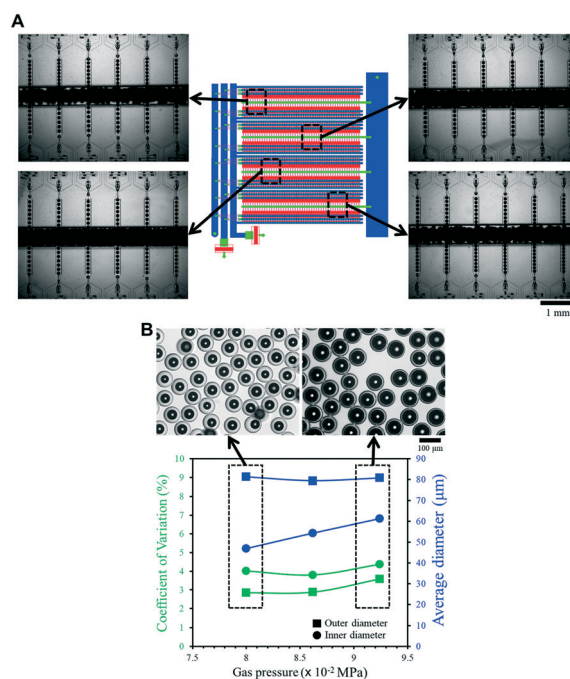 A
1 mm
B
100 μm
10
9
8
7
6
5
4
3
2
1
0
Coefficient of Variation (%)
90
80
70
60
50
40
30
20
10
0
Average diameter (μm)
Outer diameter
Inner diameter
7.5
8
8.5
9
9.5
Gas pressure (x 10⁻² MPa)